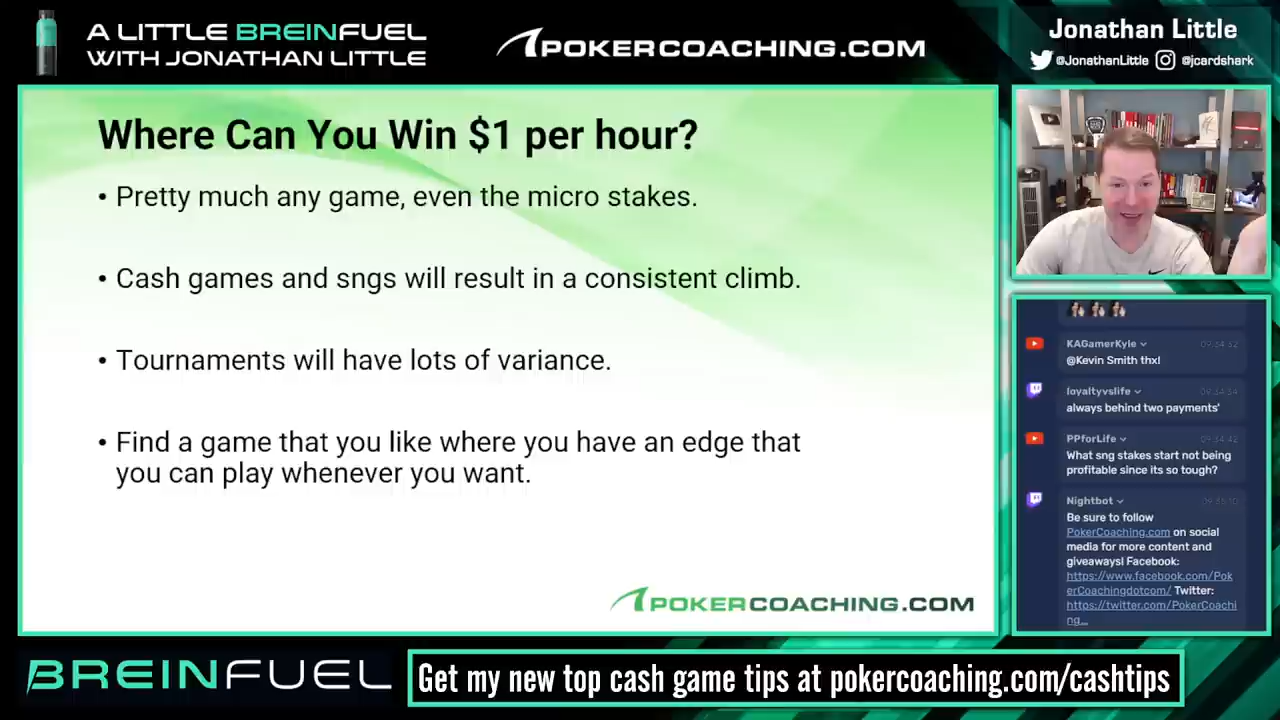 A LITTLE BREINFUEL
WITH JONATHAN LITTLE
POKERCOACHING.COM
Jonathan Little
@JonathanLittle @jcardshark
Where Can You Win $1 per hour?
• Pretty much any game, even the micro stakes.
• Cash games and sngs will result in a consistent climb.
• Tournaments will have lots of variance.
• Find a game that you like where you have an edge that
you can play whenever you want.
POKERCOACHING.COM
KAGamerKyle
@Kevin Smith thx!
loyaltyvslife
always behind two payments'
PPforLife
What sng stakes start not being
profitable since its so tough?
Nightbot
Be sure to follow
PokerCoaching.com on social
media for more content and
giveaways! Facebook:
https://www.facebook.com/Pok
erCoachingdotcom/ Twitter:
https://twitter.com/PokerCoachi
ng...
BREINFUEL
Get my new top cash game tips at pokercoaching.com/cashtips